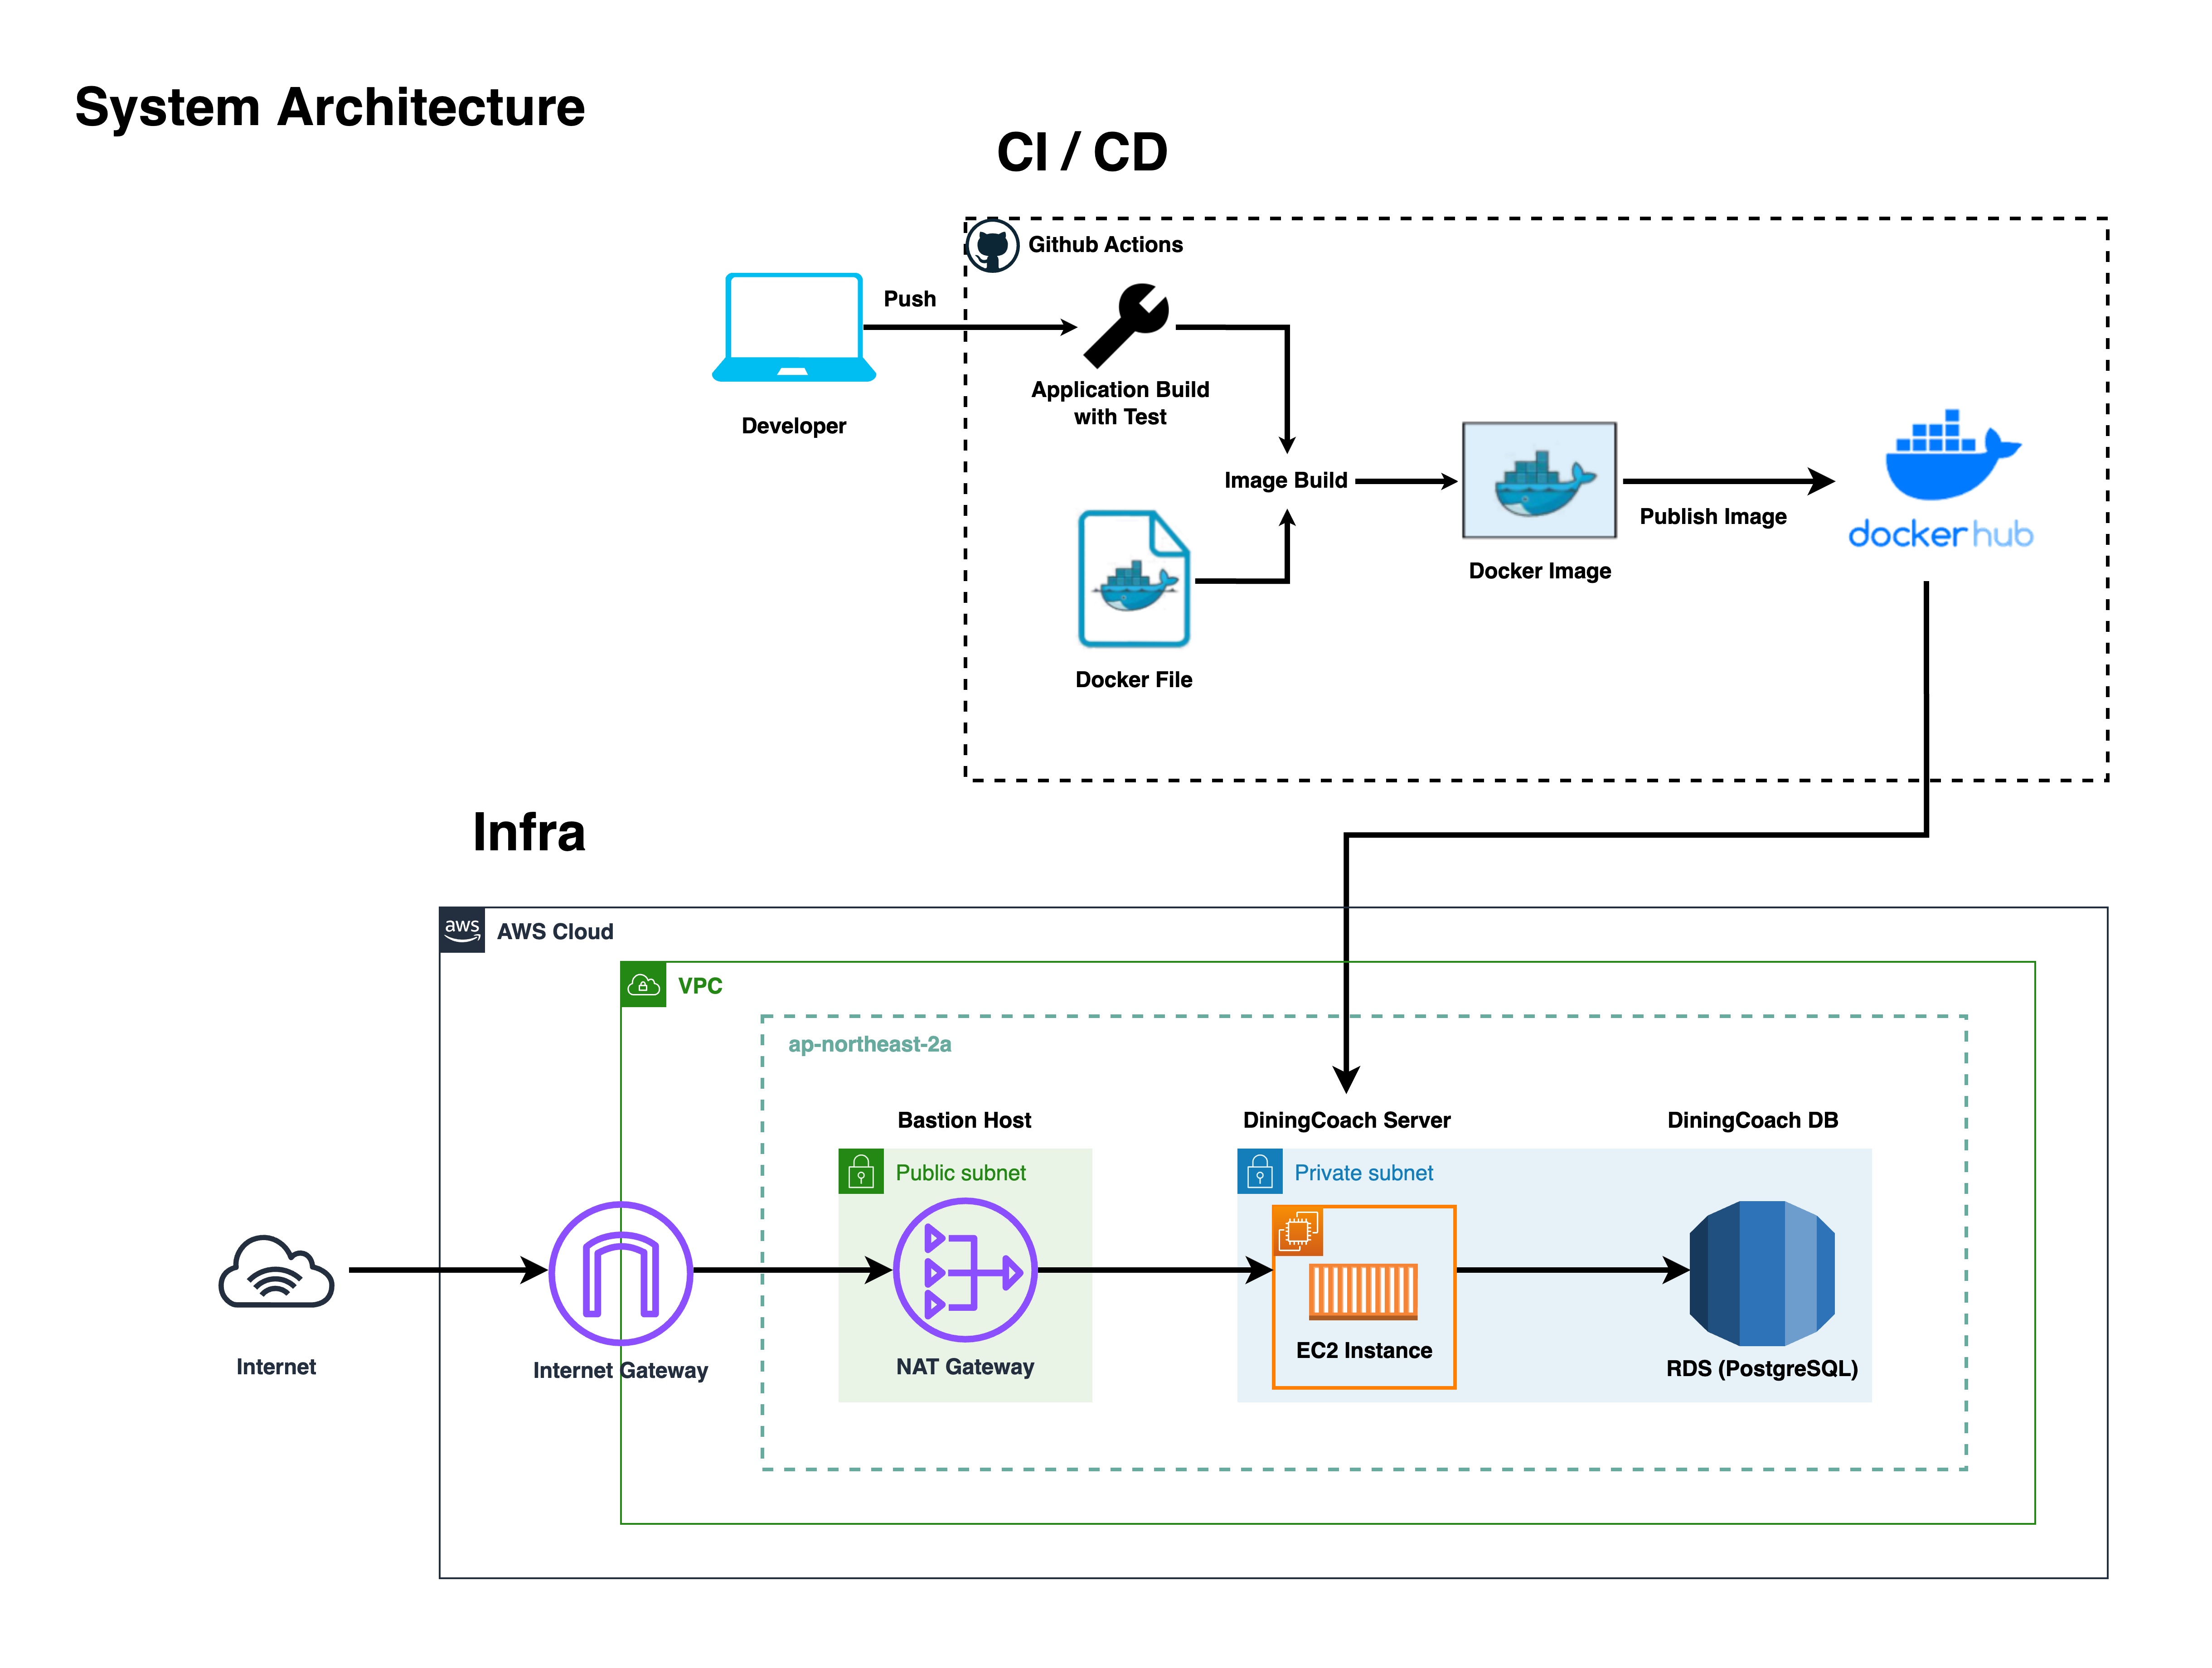 System Architecture
CI / CD
Github Actions
Push
Developer
Application Build
with Test
Image Build
Docker Image
Publish Image
dockerhub
Docker File
Infra
aws
AWS Cloud
VPC
ap-northeast-2a
Bastion Host
DiningCoach Server
DiningCoach DB
Public subnet
Private subnet
Internet
Internet Gateway
NAT Gateway
EC2 Instance
RDS (PostgreSQL)